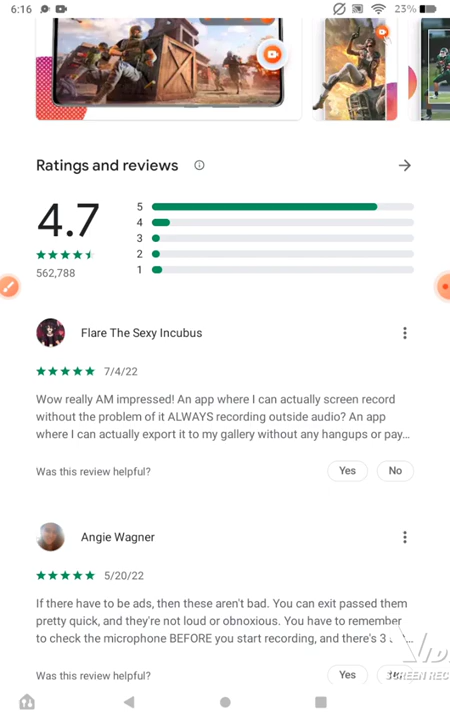 6:16
23%
Ratings and reviews
4.7
5
4
3
2
1
562,788
Flare The Sexy Incubus
7/4/22
Wow really AM impressed! An app where I can actually screen record
without the problem of it ALWAYS recording outside audio? An app
where I can actually export it to my gallery without any hangups or pay...
Was this review helpful?
Yes
No
Angie Wagner
5/20/22
If there have to be ads, then these aren't bad. You can exit passed them
pretty quick, and they're not loud or obnoxious. You have to remember
to check the microphone BEFORE you start recording, and there's 3
Was this review helpful?
Yes
SCREEN REC